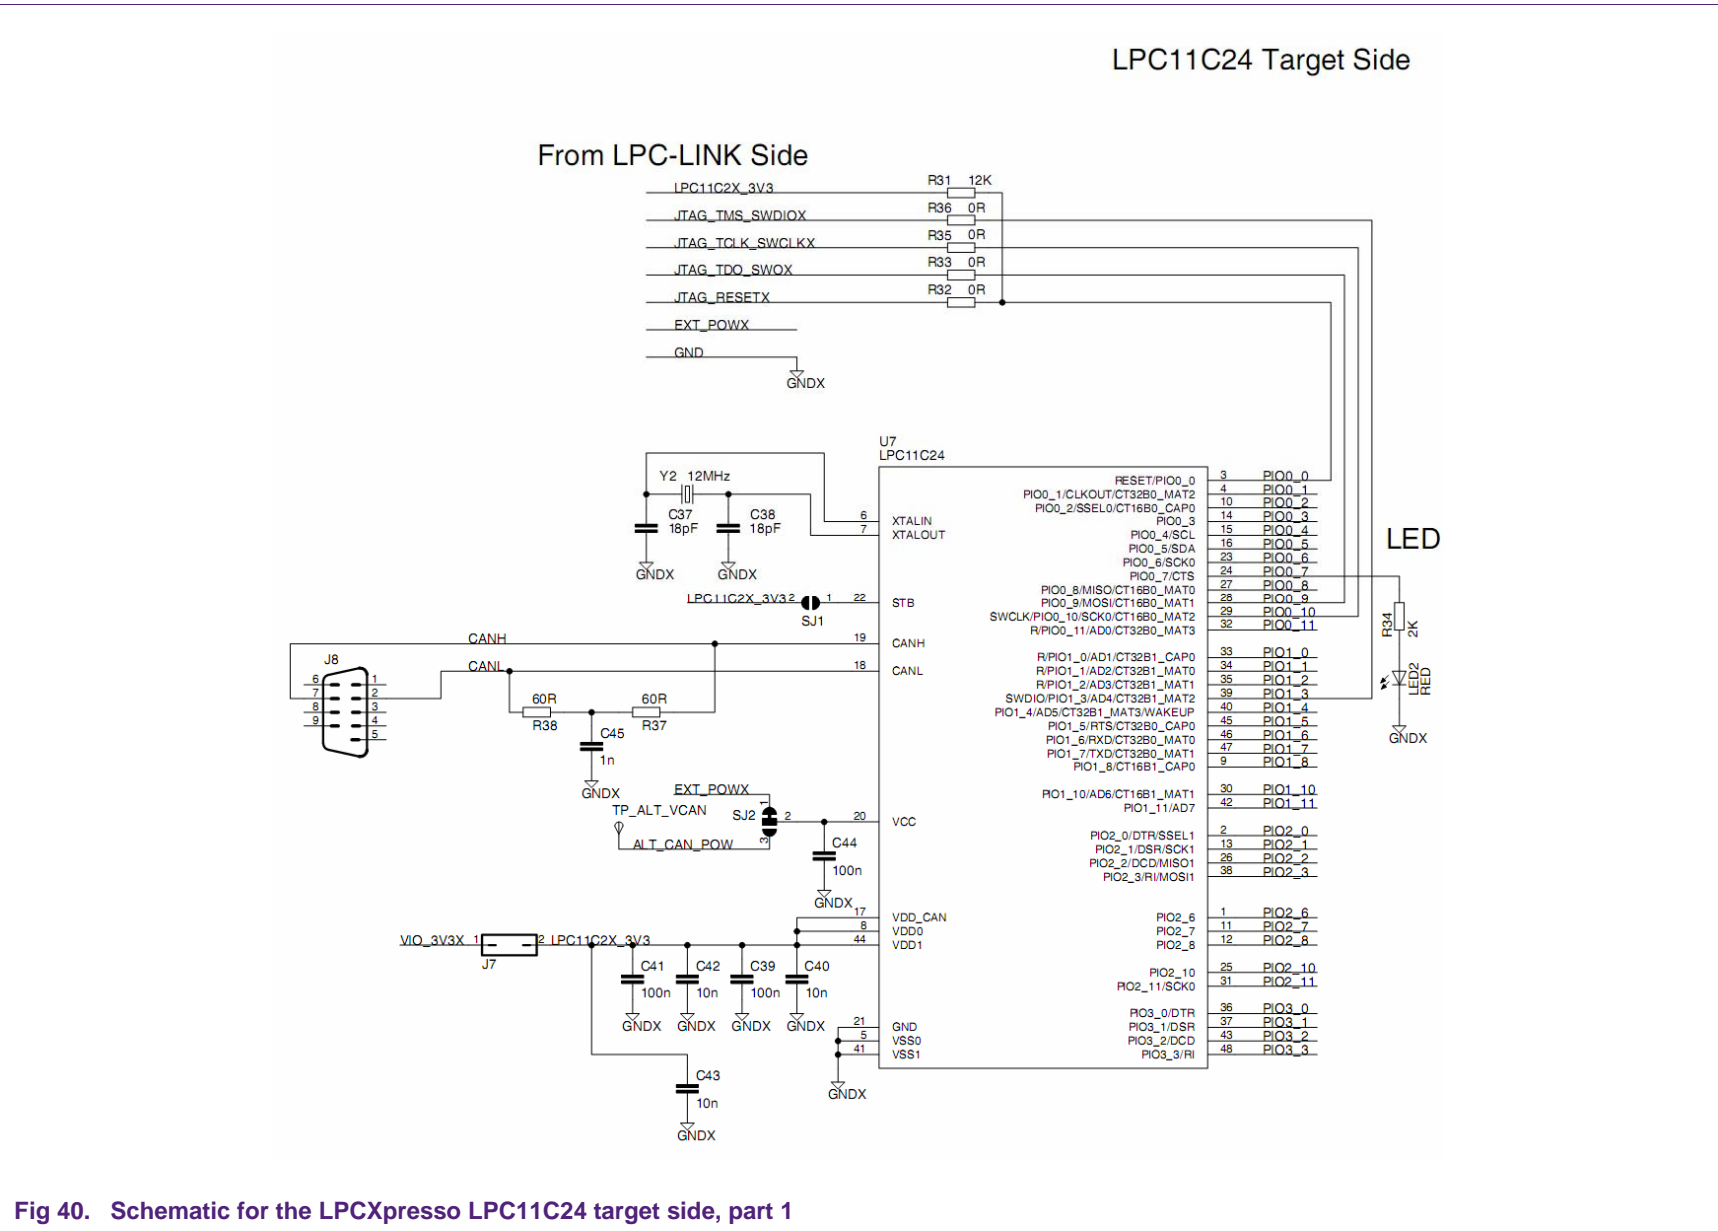 LPC11C24 Target Side
From LPC-LINK Side
LPC11C2X_3V3 R31 12K
JTAG_TMS_SWDIOX R36 0R
JTAG_TCLK_SWCLKX R35 0R
JTAG_TDO_SWOX R33 0R
JTAG_RESETX R32 0R
EXT_POWX
GND
GNDX
U7
LPC11C24
Y2 12MHz
C37
18pF
C38
18pF
GNDX
GNDX
6 XTALIN
7 XTALOUT
LPC11C2X_3V3 2 1 22 STB
SJ1
CANH 19 CANH
CANL 18 CANL
J8
6 1
7 2
8 3
9 4
5
60R
R38
60R
R37
C45
1n
GNDX
EXT_POWX
TP_ALT_VCAN
SJ2
1
2
3
ALT_CAN_POW
20 VCC
C44
100n
GNDX
17 VDD_CAN
8 VDD0
44 VDD1
VIO_3V3X 1 2 LPC11C2X_3V3
J7
C41
100n
C42
10n
C39
100n
C40
10n
GNDX GNDX GNDX GNDX
C43
10n
GNDX
21 GND
5 VSS0
41 VSS1
GNDX
RESET/PIO0_0 3 PIO0_0
PIO0_1/CLKOUT/CT32B0_MAT2 4 PIO0_1
PIO0_2/SSEL0/CT16B0_CAP0 10 PIO0_2
PIO0_3 14 PIO0_3
PIO0_4/SCL 15 PIO0_4
PIO0_5/SDA 16 PIO0_5
PIO0_6/SCK0 23 PIO0_6
PIO0_7/CTS 24 PIO0_7
PIO0_8/MISO/CT16B0_MAT0 27 PIO0_8
PIO0_9/MOSI/CT16B0_MAT1 28 PIO0_9
SWCLK/PIO0_10/SCK0/CT16B0_MAT2 29 PIO0_10
R/PIO0_11/AD0/CT32B0_MAT3 32 PIO0_11
R/PIO1_0/AD1/CT32B1_CAP0 33 PIO1_0
R/PIO1_1/AD2/CT32B1_MAT0 34 PIO1_1
R/PIO1_2/AD3/CT32B1_MAT1 35 PIO1_2
SWDIO/PIO1_3/AD4/CT32B1_MAT2 39 PIO1_3
PIO1_4/AD5/CT32B1_MAT3/WAKEUP 40 PIO1_4
PIO1_5/RTS/CT32B0_CAP0 45 PIO1_5
PIO1_6/RXD/CT32B0_MAT0 46 PIO1_6
PIO1_7/TXD/CT32B0_MAT1 47 PIO1_7
PIO1_8/CT16B1_CAP0 9 PIO1_8
PIO1_10/AD6/CT16B1_MAT1 30 PIO1_10
PIO1_11/AD7 42 PIO1_11
PIO2_0/DTR/SSEL1 2 PIO2_0
PIO2_1/DSR/SCK1 13 PIO2_1
PIO2_2/DCD/MISO1 26 PIO2_2
PIO2_3/RI/MOSI1 38 PIO2_3
PIO2_6 1 PIO2_6
PIO2_7 11 PIO2_7
PIO2_8 12 PIO2_8
PIO2_10 25 PIO2_10
PIO2_11/SCK0 31 PIO2_11
PIO3_0/DTR 36 PIO3_0
PIO3_1/DSR 37 PIO3_1
PIO3_2/DCD 43 PIO3_2
PIO3_3/RI 48 PIO3_3
LED
R34
2K
LED2
RED
GNDX
Fig 40. Schematic for the LPCXpresso LPC11C24 target side, part 1